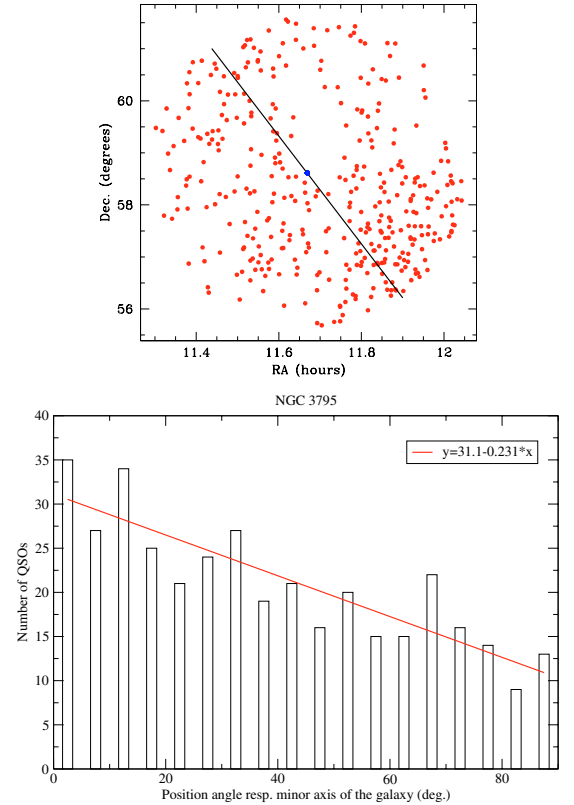 60
58
56
Dec. (degrees)
11.4 11.6 11.8 12
RA (hours)
NGC 3795
40
35
30
25
20
15
10
5
0
Number of QSOs
y=31.1-0.231*x
0 20 40 60 80
Position angle resp. minor axis of the galaxy (deg.)